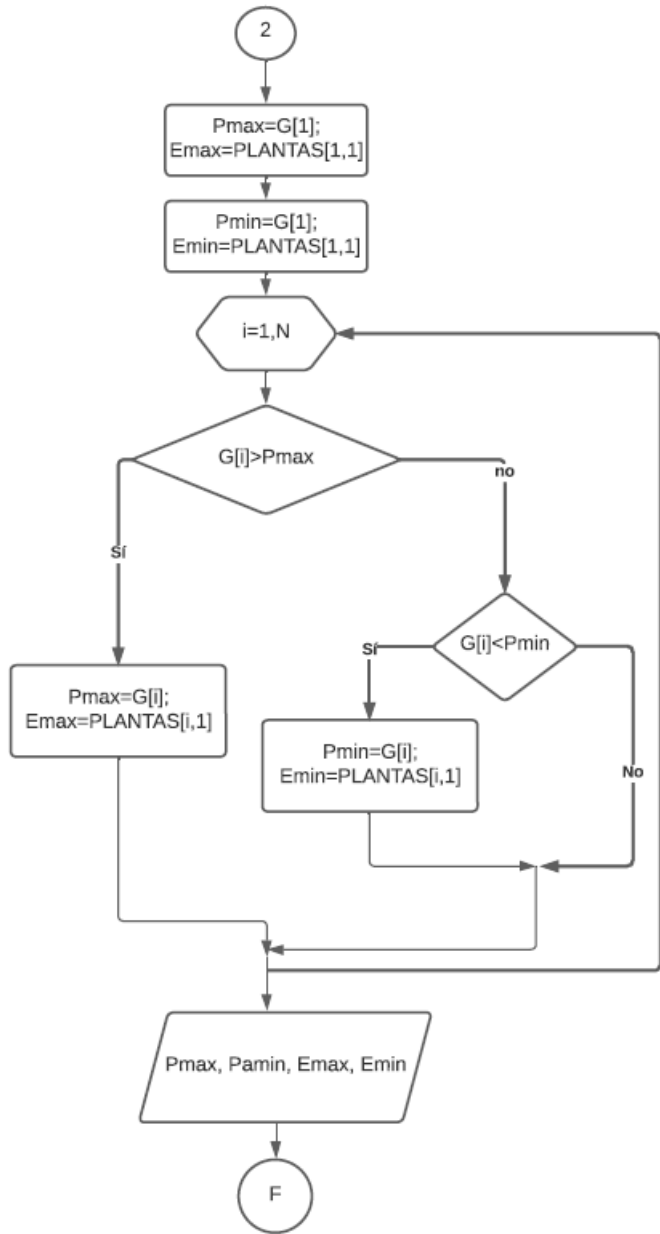 2
Pmax=G[1];
Emax=PLANTAS[1,1]
Pmin=G[1];
Emin=PLANTAS[1,1]
i=1,N
G[i]>Pmax
no
Sí
G[i]<Pmin
Sí
Pmax=G[i];
Emax=PLANTAS[i,1]
Pmin=G[i];
Emin=PLANTAS[i,1]
No
Pmax, Pamin, Emax, Emin
F